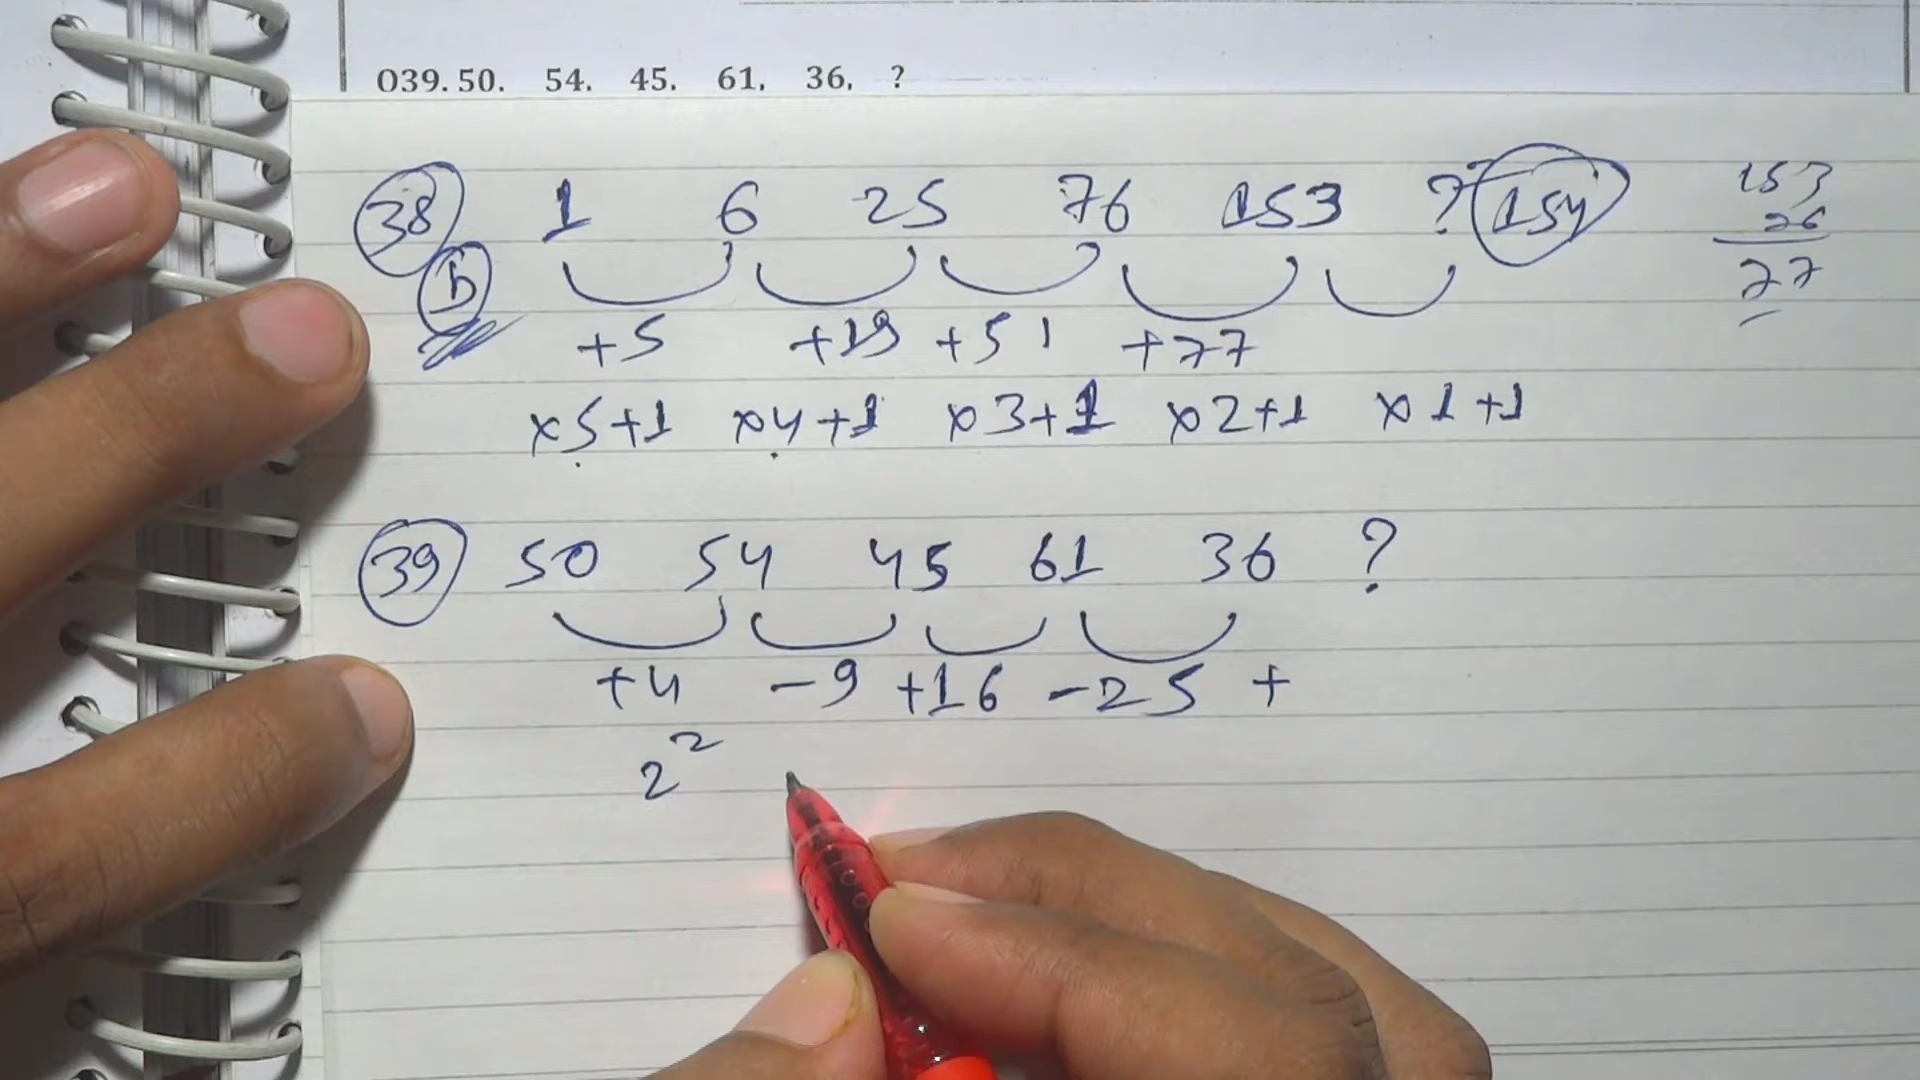 Q39. 50, 54, 45, 61, 36, ?
38 1 6 25 76 153 ? 154
b
+5 +19 +51 +77
x5+1 x4+1 x3+1 x2+1 x1+1
153
26
77
39 50 54 45 61 36 ?
+4 -9 +16 -25 +
2²